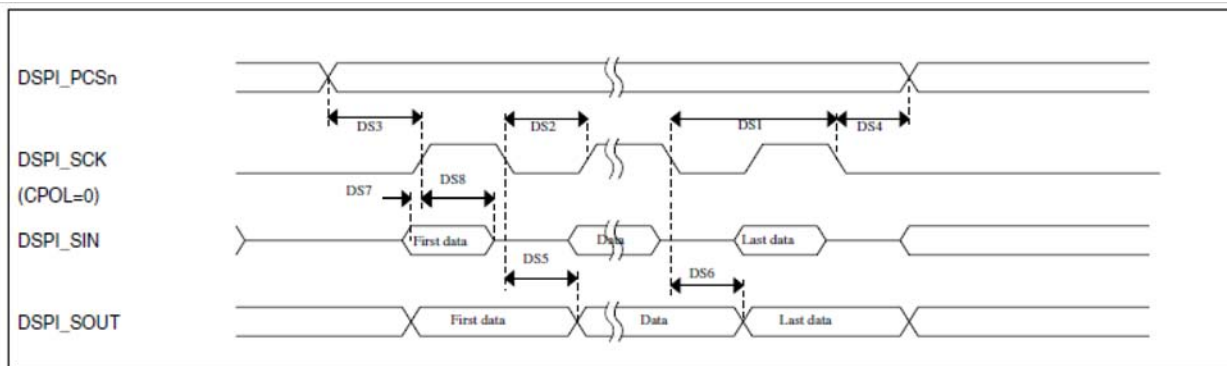 DSPI_PCSn
DS3 DS2 DS1 DS4
DSPI_SCK
(CPOL=0)
DS7 DS8
DSPI_SIN First data Data Last data
DS5 DS6
DSPI_SOUT First data Data Last data